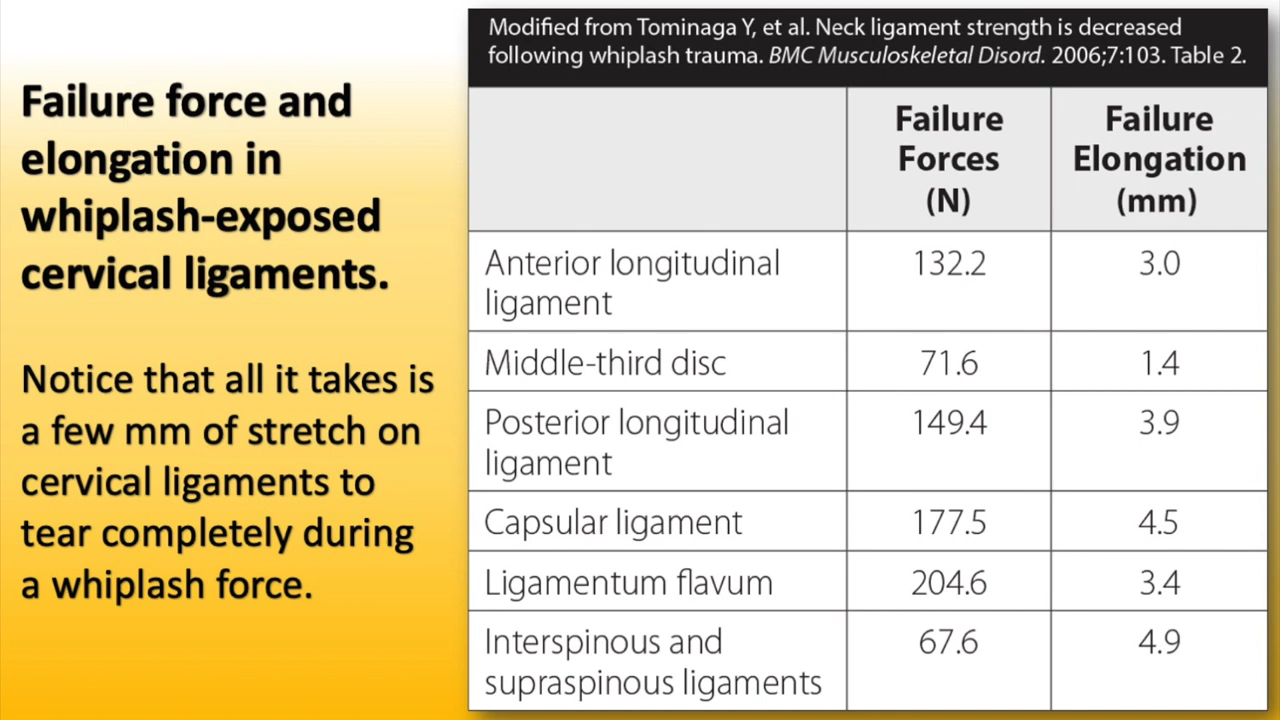 Failure force and
elongation in
whiplash-exposed
cervical ligaments.
Notice that all it takes is
a few mm of stretch on
cervical ligaments to
tear completely during
a whiplash force.
Modified from Tominaga Y, et al. Neck ligament strength is decreased
following whiplash trauma. BMC Musculoskeletal Disord. 2006;7:103. Table 2.
Failure Forces (N) Failure Elongation (mm)
Anterior longitudinal ligament 132.2 3.0
Middle-third disc 71.6 1.4
Posterior longitudinal ligament 149.4 3.9
Capsular ligament 177.5 4.5
Ligamentum flavum 204.6 3.4
Interspinous and supraspinous ligaments 67.6 4.9